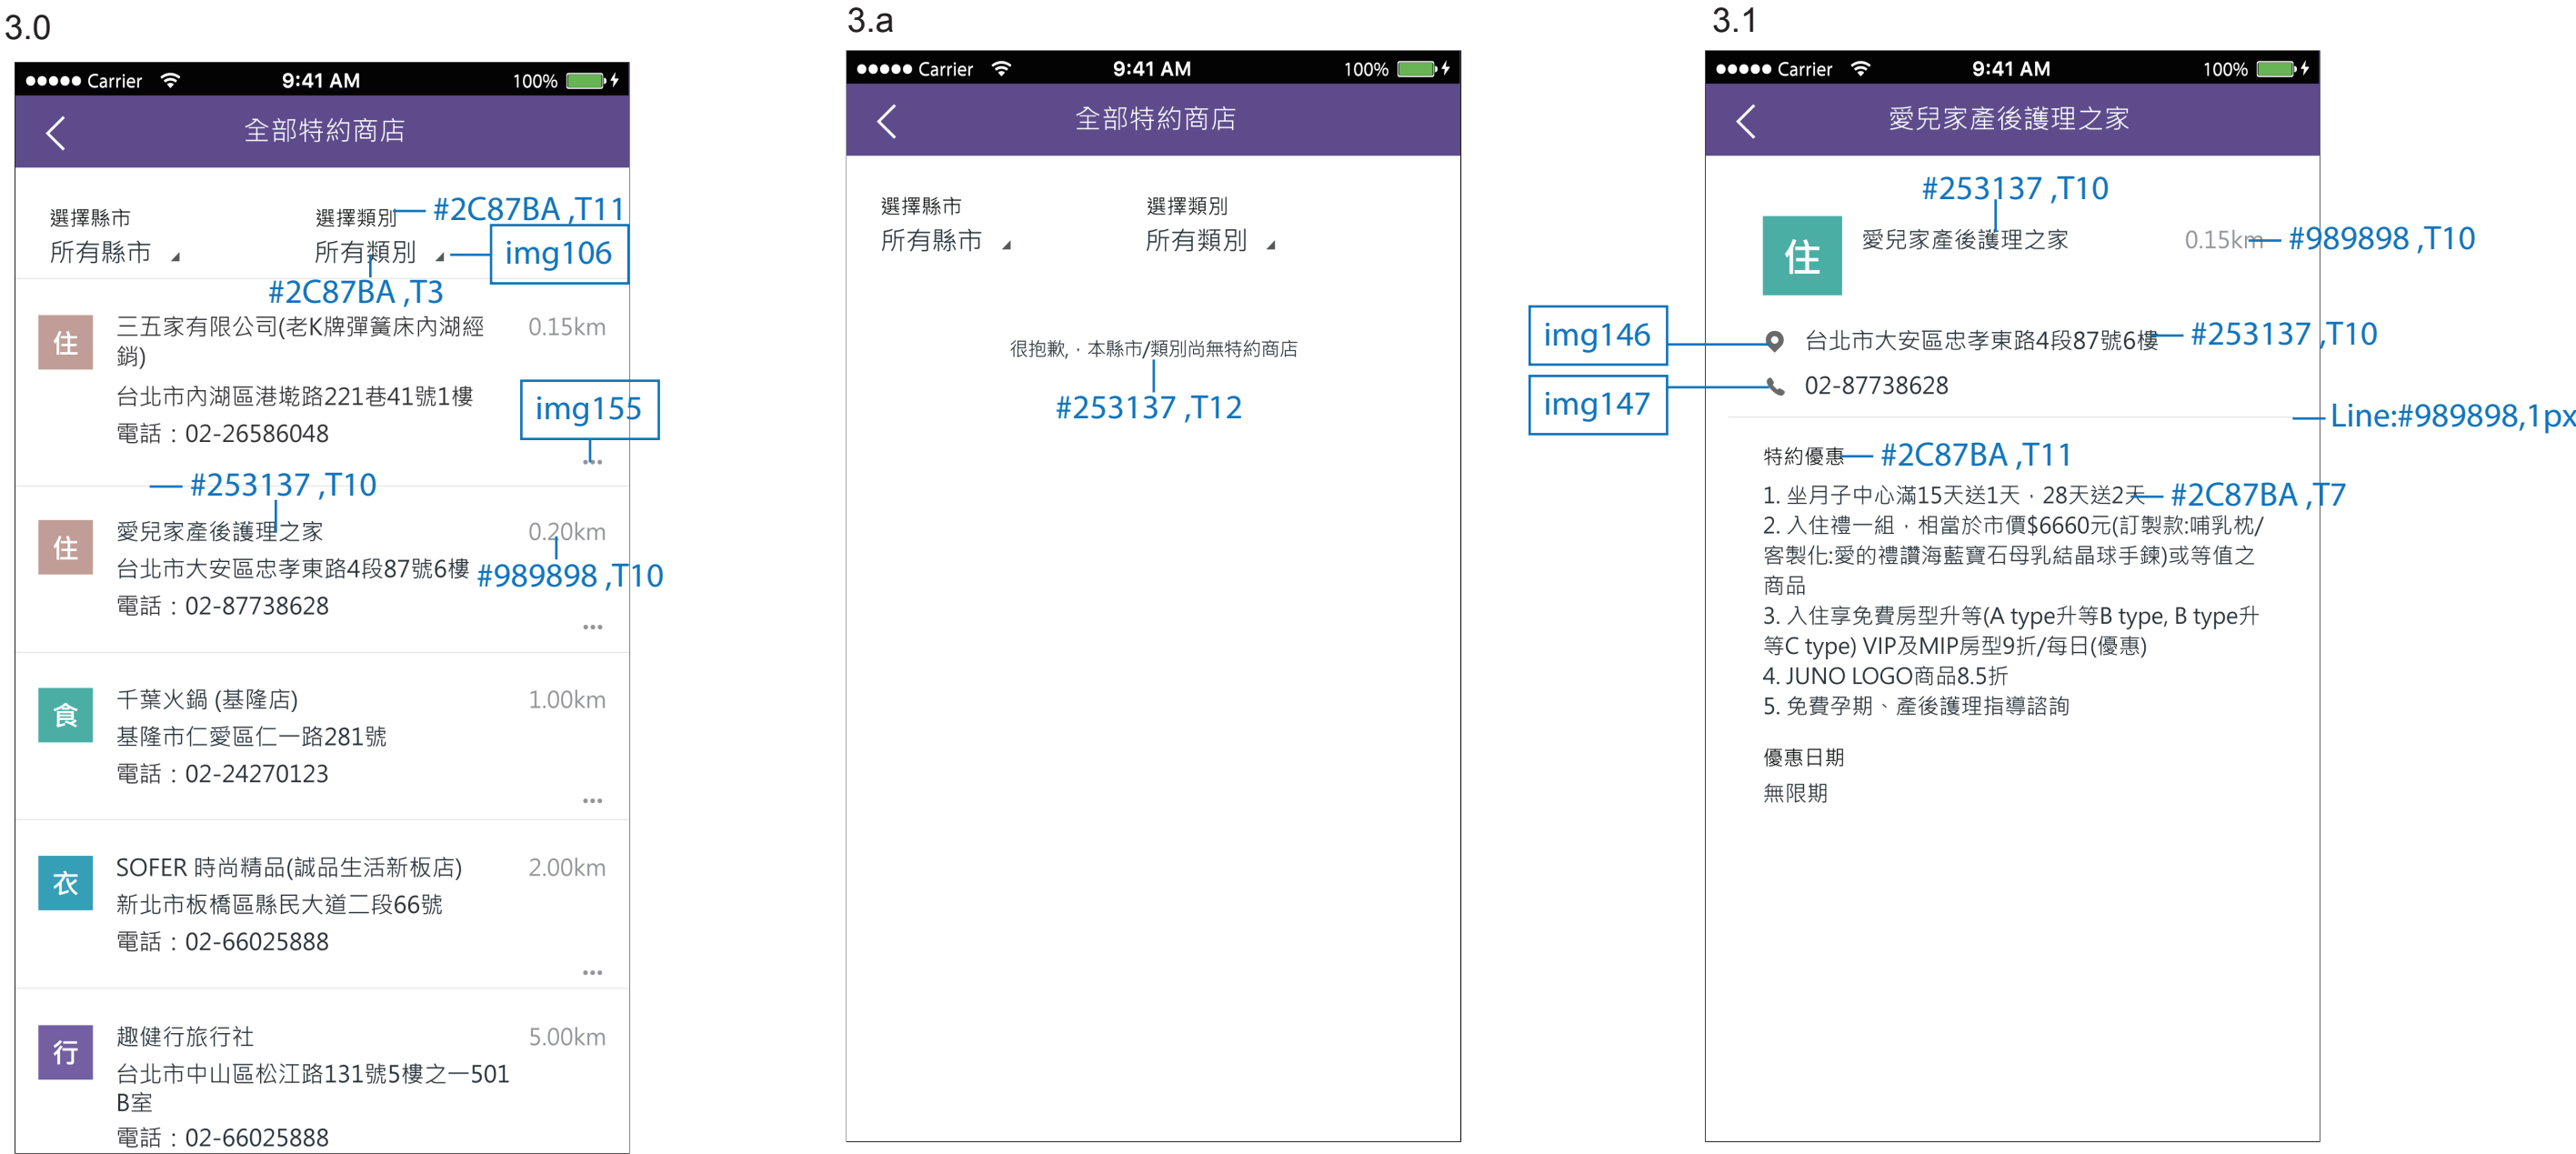 3.0
Carrier 9:41 AM 100%
全部特約商店
選擇縣市 選擇類別 #2C87BA ,T11
所有縣市 所有類別 img106
#2C87BA ,T3
住 三五家有限公司(老K牌彈簧床內湖經 0.15km
銷)
台北市內湖區港墘路221巷41號1樓
img155
電話：02-26586048
...
#253137 ,T10
住 愛兒家產後護理之家 0.20km
台北市大安區忠孝東路4段87號6樓 #989898 ,T10
電話：02-87738628
...
食 千葉火鍋 (基隆店) 1.00km
基隆市仁愛區仁一路281號
電話：02-24270123
...
衣 SOFER 時尚精品(誠品生活新板店) 2.00km
新北市板橋區縣民大道二段66號
電話：02-66025888
...
行 趣健行旅行社 5.00km
台北市中山區松江路131號5樓之一501
B室
電話：02-66025888
3.a
Carrier 9:41 AM 100%
全部特約商店
選擇縣市 選擇類別
所有縣市 所有類別
很抱歉,．本縣市/類別尚無特約商店
#253137 ,T12
3.1
Carrier 9:41 AM 100%
愛兒家產後護理之家
#253137 ,T10
住 愛兒家產後護理之家 0.15km #989898 ,T10
img146 台北市大安區忠孝東路4段87號6樓 #253137 ,T10
img147 02-87738628
Line:#989898,1px
特約優惠 #2C87BA ,T11
1. 坐月子中心滿15天送1天，28天送2天 #2C87BA ,T7
2. 入住禮一組，相當於市價$6660元(訂製款:哺乳枕/
客製化:愛的禮讚海藍寶石母乳結晶球手鍊)或等值之
商品
3. 入住享免費房型升等(A type升等B type, B type升
等C type) VIP及MIP房型9折/每日(優惠)
4. JUNO LOGO商品8.5折
5. 免費孕期、產後護理指導諮詢
優惠日期
無限期